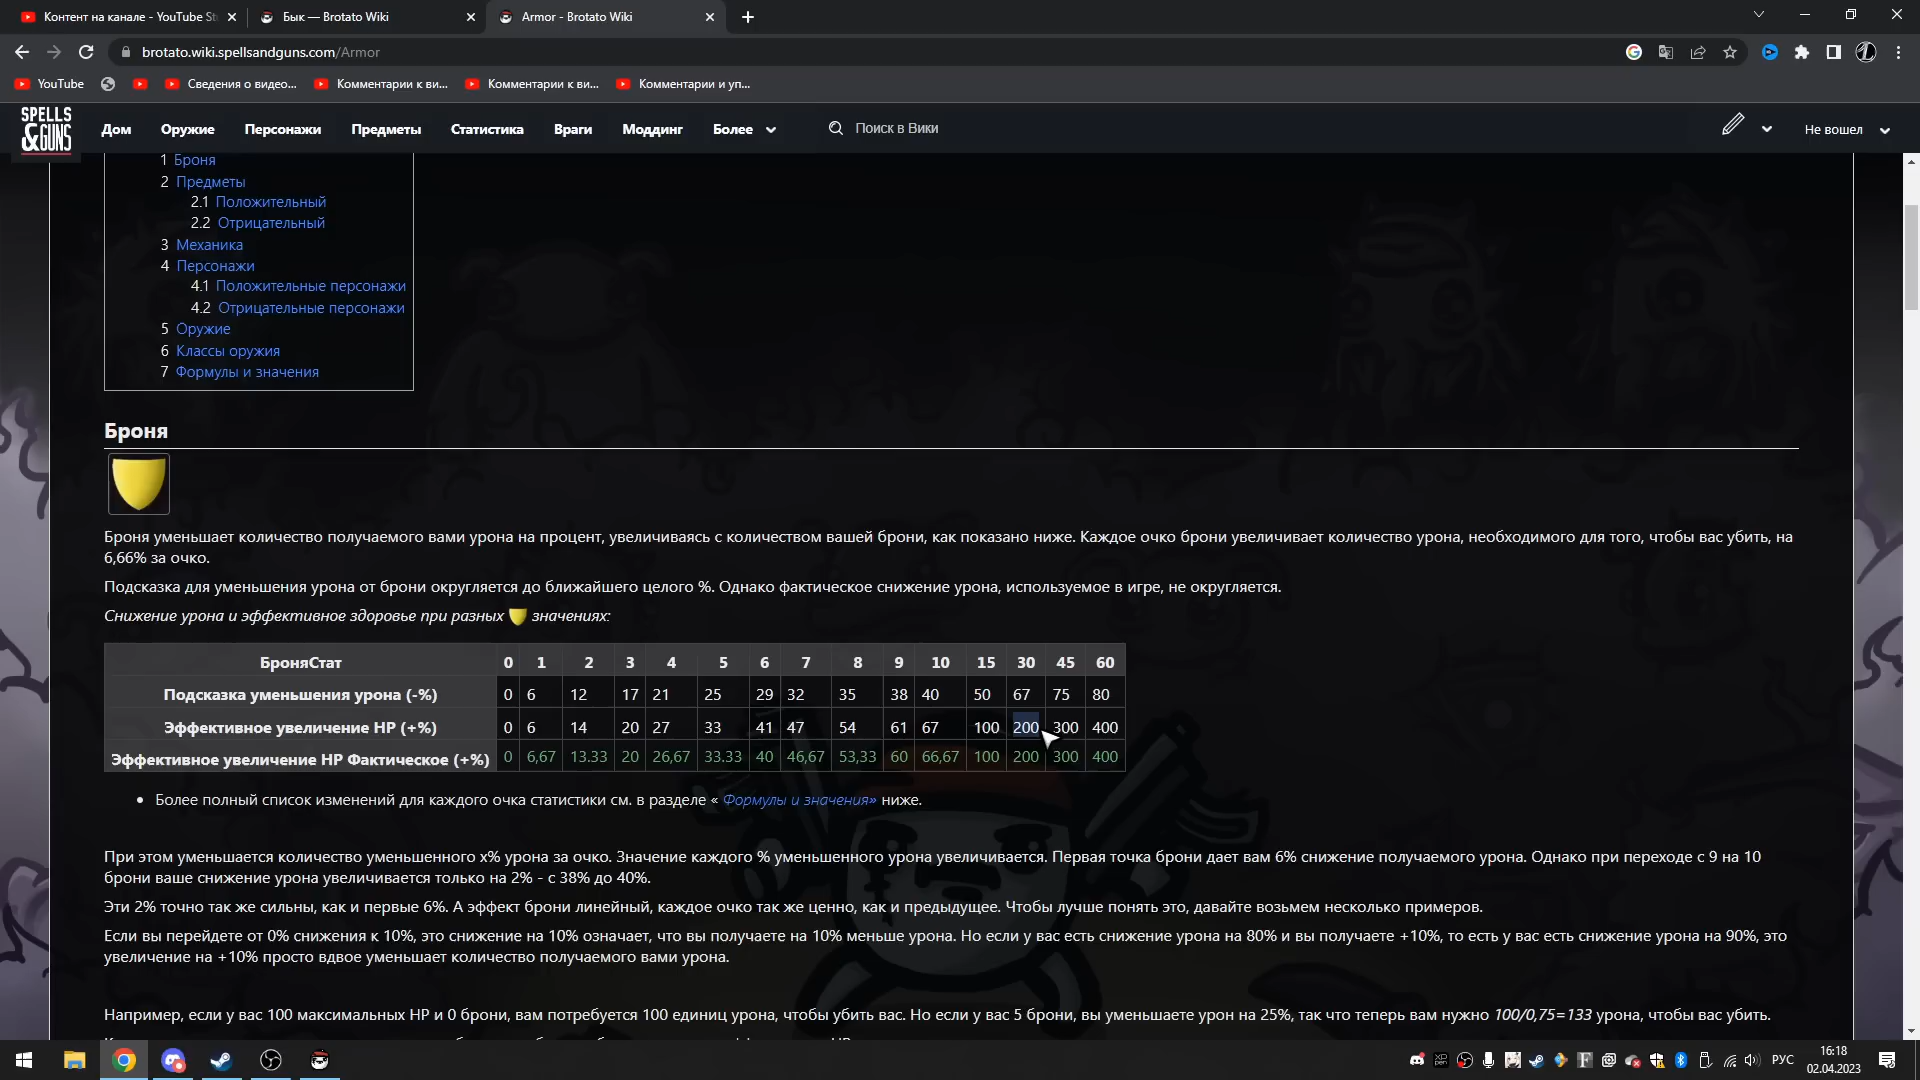 Контент на канале - YouTube St
Бык — Brotato Wiki
Armor - Brotato Wiki
brotato.wiki.spellsandguns.com/Armor
YouTube
Сведения о видео...
Комментарии к ви...
Комментарии к ви...
Комментарии и уп...
SPELLS &GUNS
Дом Оружие Персонажи Предметы Статистика Враги Моддинг Более
Поиск в Вики
Не вошел
1 Броня
2 Предметы
2.1 Положительный
2.2 Отрицательный
3 Механика
4 Персонажи
4.1 Положительные персонажи
4.2 Отрицательные персонажи
5 Оружие
6 Классы оружия
7 Формулы и значения
Броня
Броня уменьшает количество получаемого вами урона на процент, увеличиваясь с количеством вашей брони, как показано ниже. Каждое очко брони увеличивает количество урона, необходимого для того, чтобы вас убить, на
6,66% за очко.
Подсказка для уменьшения урона от брони округляется до ближайшего целого %. Однако фактическое снижение урона, используемое в игре, не округляется.
Снижение урона и эффективное здоровье при разных значениях:
БроняСтат 0 1 2 3 4 5 6 7 8 9 10 15 30 45 60
Подсказка уменьшения урона (-%) 0 6 12 17 21 25 29 32 35 38 40 50 67 75 80
Эффективное увеличение HP (+%) 0 6 14 20 27 33 41 47 54 61 67 100 200 300 400
Эффективное увеличение HP Фактическое (+%) 0 6,67 13.33 20 26,67 33.33 40 46,67 53,33 60 66,67 100 200 300 400
• Более полный список изменений для каждого очка статистики см. в разделе « Формулы и значения» ниже.
При этом уменьшается количество уменьшенного x% урона за очко. Значение каждого % уменьшенного урона увеличивается. Первая точка брони дает вам 6% снижение получаемого урона. Однако при переходе с 9 на 10
брони ваше снижение урона увеличивается только на 2% - с 38% до 40%.
Эти 2% точно так же сильны, как и первые 6%. А эффект брони линейный, каждое очко так же ценно, как и предыдущее. Чтобы лучше понять это, давайте возьмем несколько примеров.
Если вы перейдете от 0% снижения к 10%, это снижение на 10% означает, что вы получаете на 10% меньше урона. Но если у вас есть снижение урона на 80% и вы получаете +10%, то есть у вас есть снижение урона на 90%, это
увеличение на +10% просто вдвое уменьшает количество получаемого вами урона.
Например, если у вас 100 максимальных HP и 0 брони, вам потребуется 100 единиц урона, чтобы убить вас. Но если у вас 5 брони, вы уменьшаете урон на 25%, так что теперь вам нужно 100/0,75=133 урона, чтобы вас убить.
РУС
16:18
02.04.2023